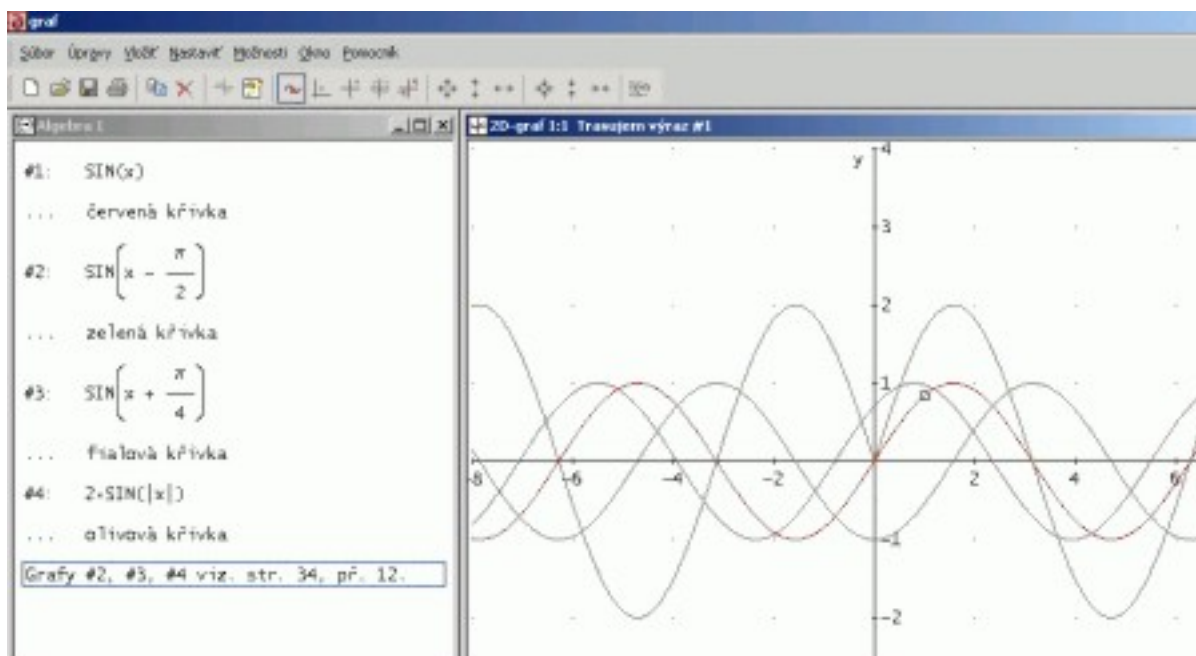 graf
Súbor Úpravy Vložiť Nastaviť Možnosti Okno Pomocník
Algebra 1
2D-graf 1:1 Trasujem výraz #1
#1: SIN(x)
... červená křivka
#2: SIN(x - π/2)
... zelená křivka
#3: SIN(x + π/4)
... fialová křivka
#4: 2·SIN(|x|)
... olivová křivka
Grafy #2, #3, #4 viz. str. 34, př. 12.
y
4
3
2
1
-8 -6 -4 -2 2 4 6
-1
-2